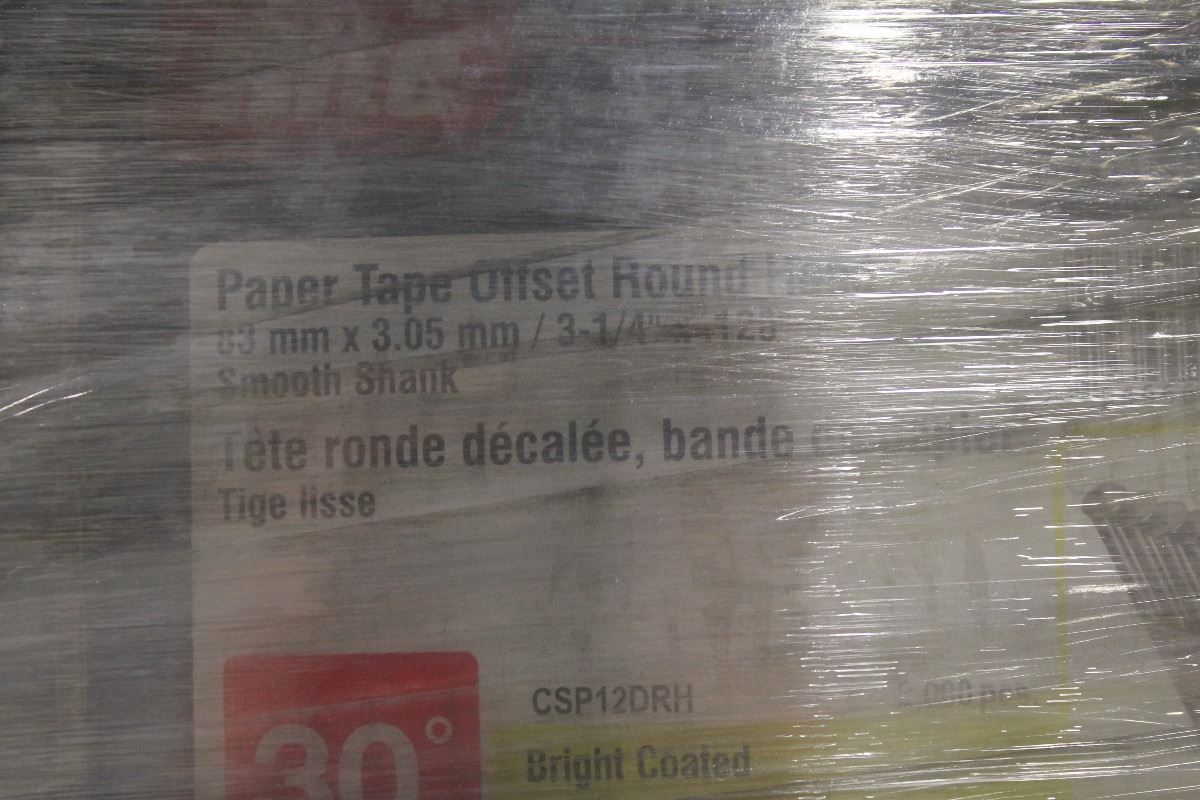 Paper Tape Offset Round
83 mm x 3.05 mm / 3-1/4" x
Smooth Shank
Tête ronde décalée, bande
Tige lisse
30°
CSP12DRH
Bright Coated